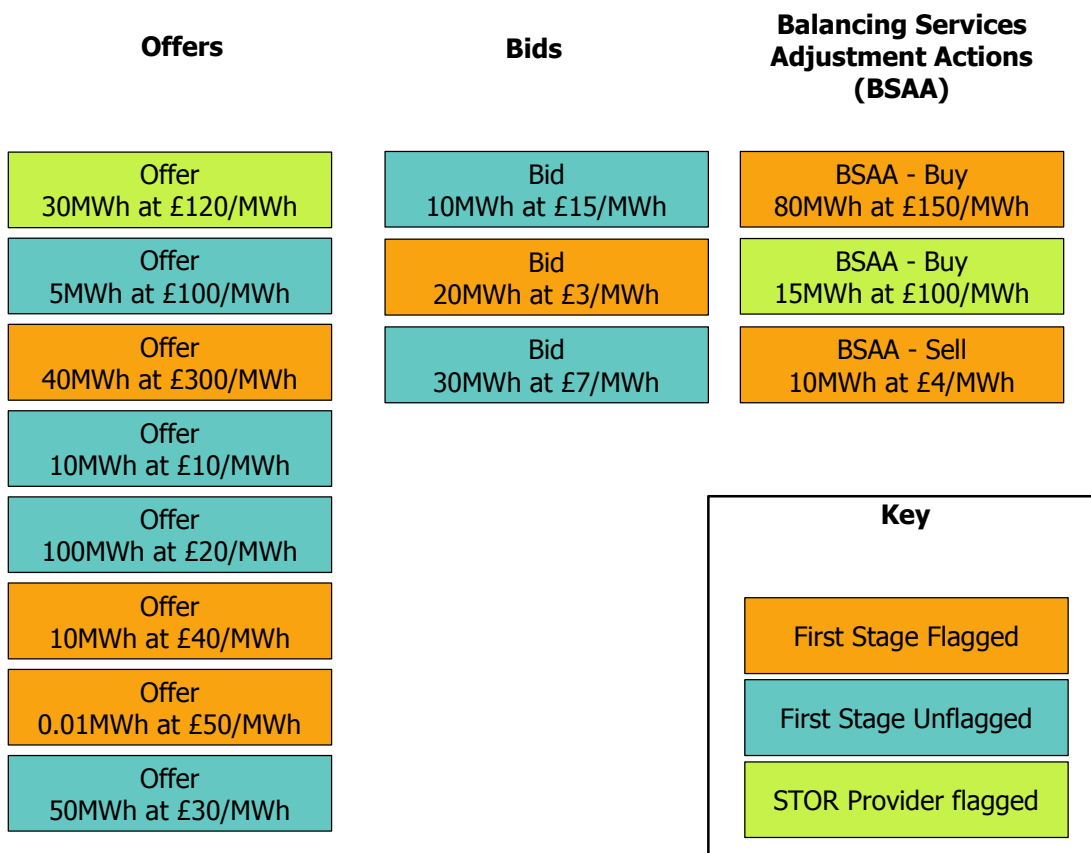 Offers
Bids
Balancing Services
Adjustment Actions
(BSAA)
Offer
30MWh at £120/MWh
Offer
5MWh at £100/MWh
Offer
40MWh at £300/MWh
Offer
10MWh at £10/MWh
Offer
100MWh at £20/MWh
Offer
10MWh at £40/MWh
Offer
0.01MWh at £50/MWh
Offer
50MWh at £30/MWh
Bid
10MWh at £15/MWh
Bid
20MWh at £3/MWh
Bid
30MWh at £7/MWh
BSAA - Buy
80MWh at £150/MWh
BSAA - Buy
15MWh at £100/MWh
BSAA - Sell
10MWh at £4/MWh
Key
First Stage Flagged
First Stage Unflagged
STOR Provider flagged